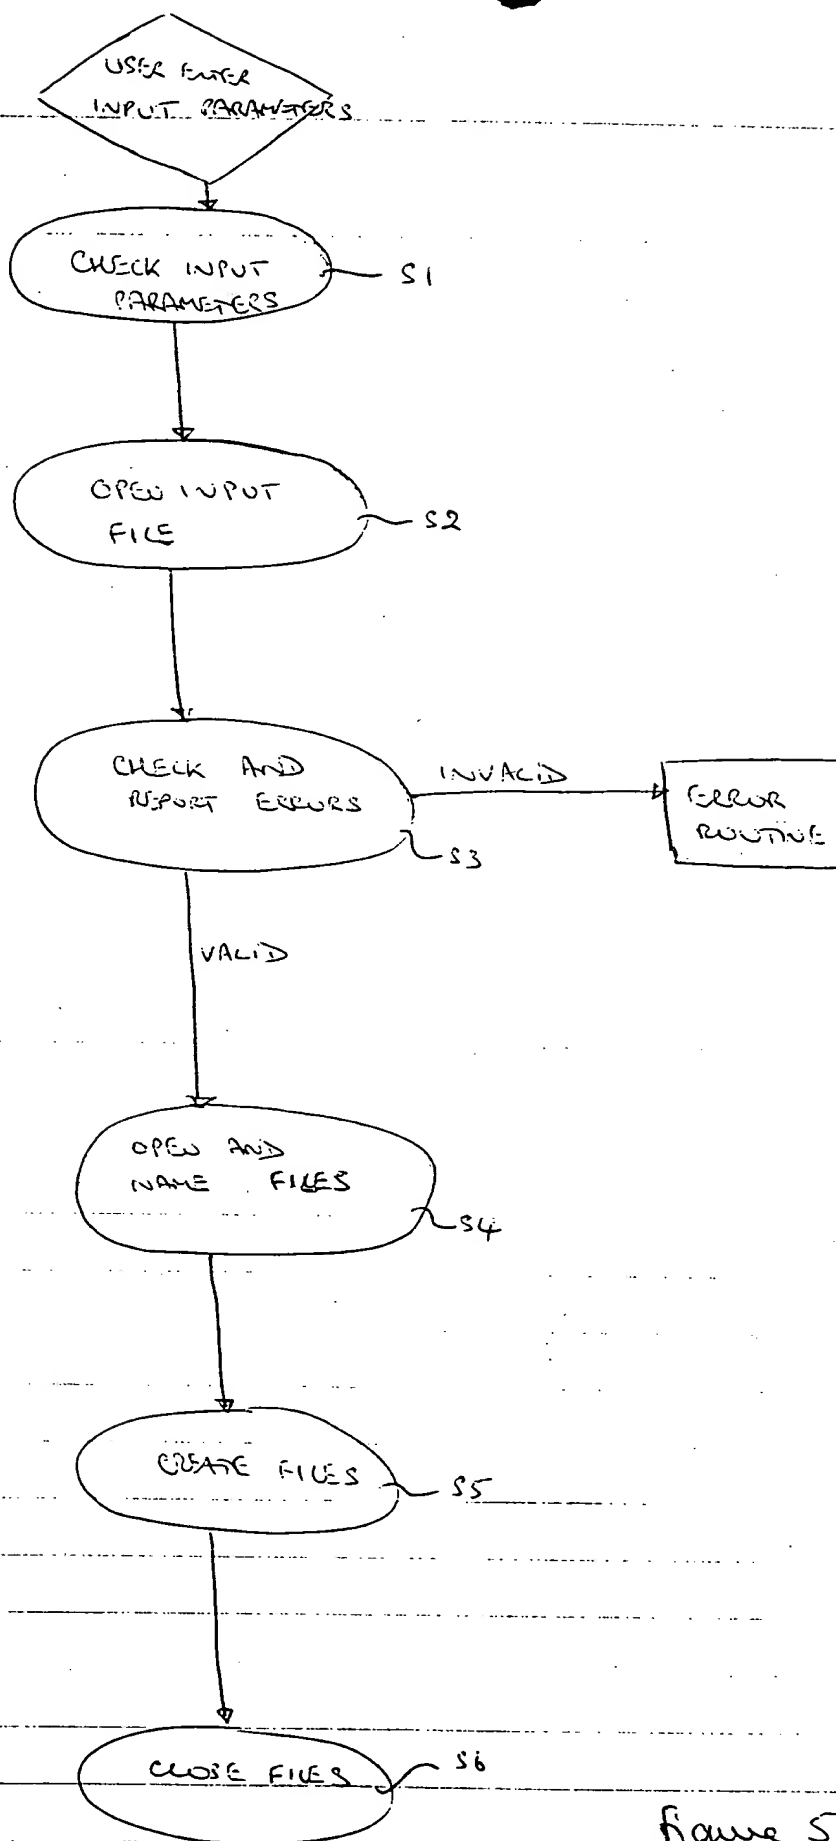 USER ENTER
INPUT PARAMETERS
CHECK INPUT
PARAMETERS
S1
OPEN INPUT
FILE
S2
CHECK AND
REPORT ERRORS
INVALID
ERROR
ROUTINE
S3
VALID
OPEN AND
NAME FILES
S4
CREATE FILES
S5
CLOSE FILES
S6
Figure 5